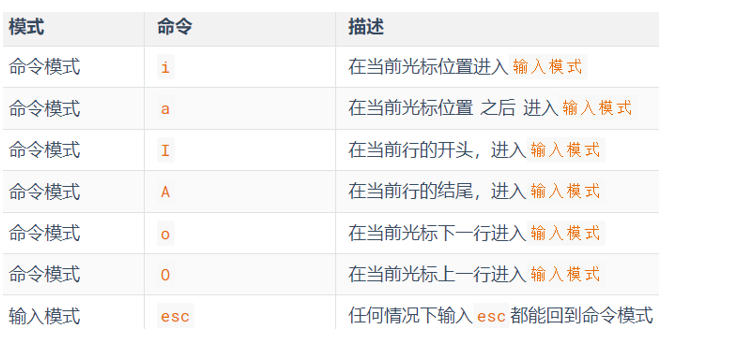 模式 命令 描述
命令模式 i 在当前光标位置进入 输入模式
命令模式 a 在当前光标位置 之后 进入 输入模式
命令模式 I 在当前行的开头，进入 输入模式
命令模式 A 在当前行的结尾，进入 输入模式
命令模式 o 在当前光标下一行进入 输入模式
命令模式 O 在当前光标上一行进入 输入模式
输入模式 esc 任何情况下输入 esc 都能回到命令模式